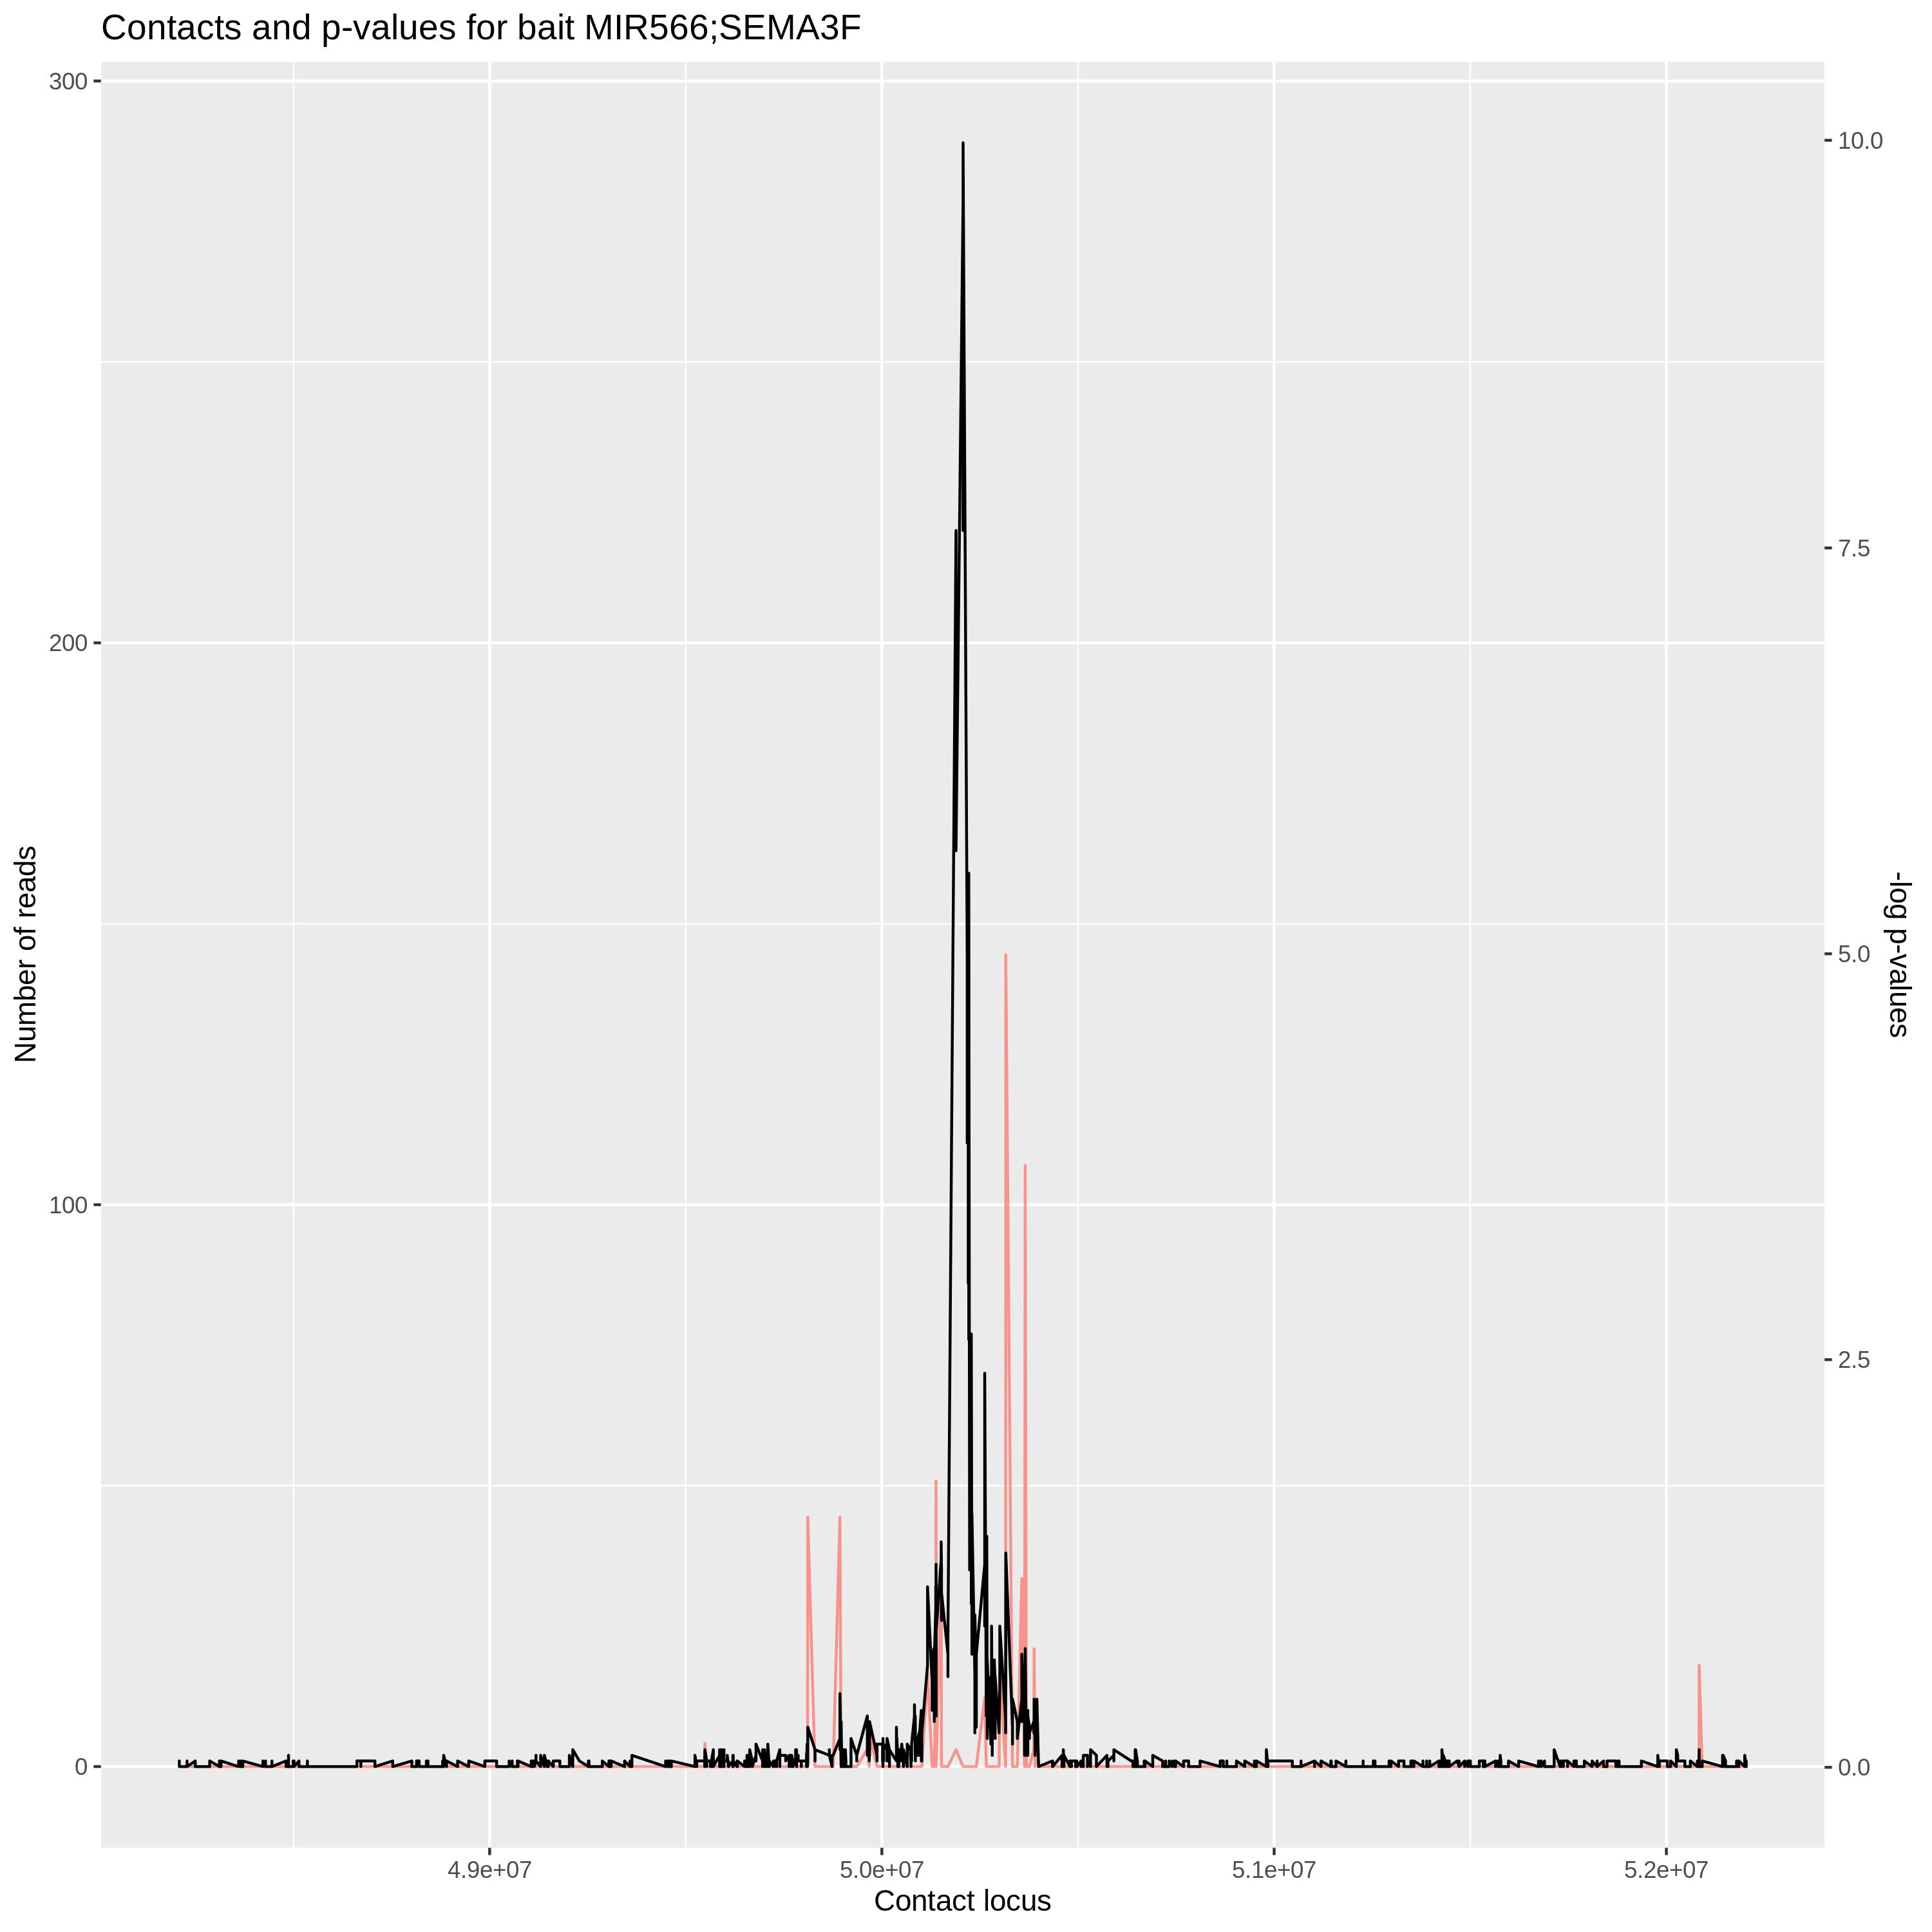 Contacts and p-values for bait MIR566;SEMA3F
300
200
100
0
Number of reads
10.0
7.5
5.0
2.5
0.0
-log p-values
4.9e+07
5.0e+07
5.1e+07
5.2e+07
Contact locus